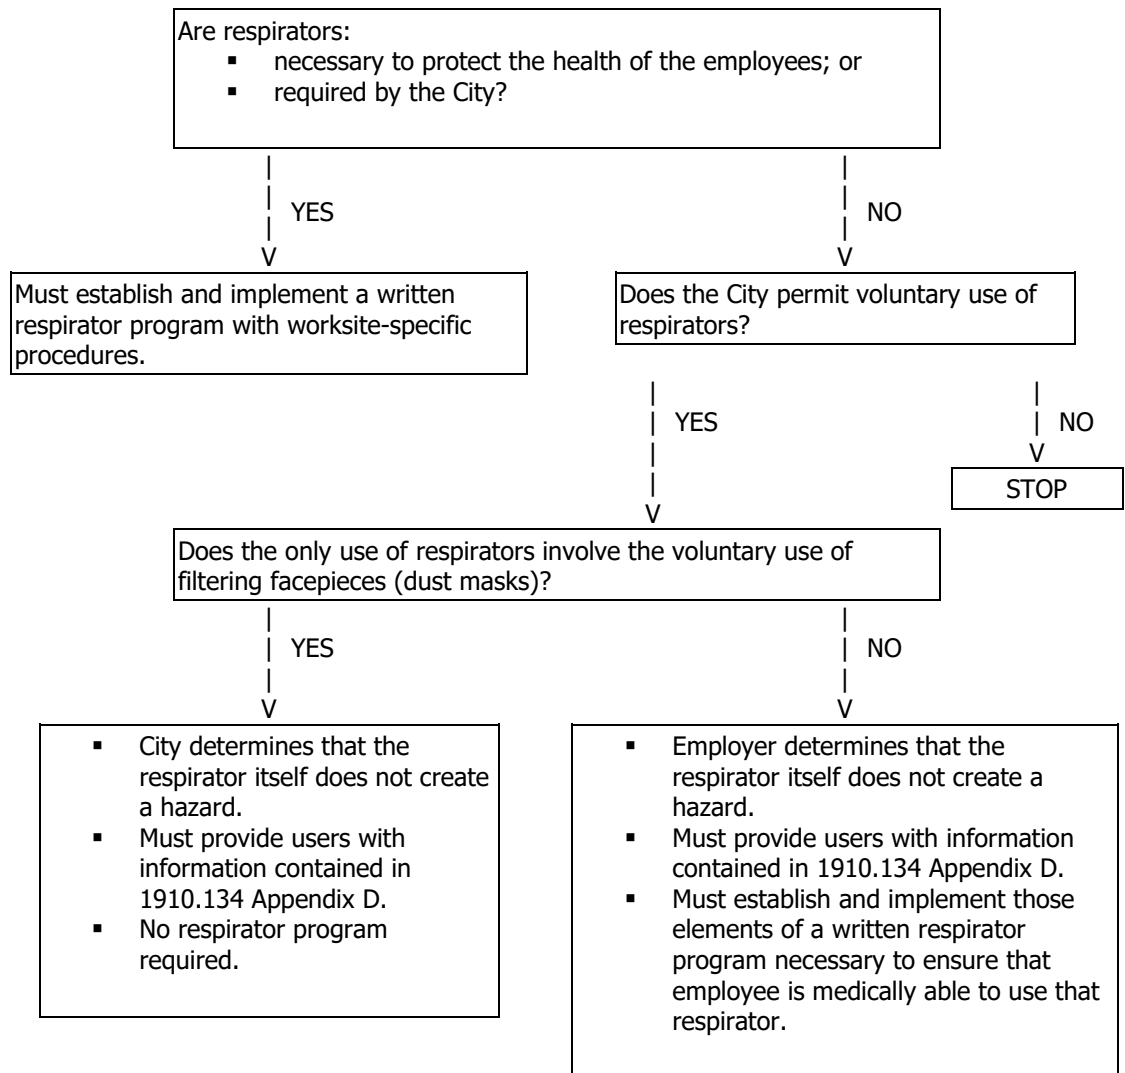 Are respirators:
▪ necessary to protect the health of the employees; or
▪ required by the City?
|
|
|
V
YES
|
|
|
V
NO
Must establish and implement a written
respirator program with worksite-specific
procedures.
Does the City permit voluntary use of
respirators?
|
|
|
|
V
YES
|
|
V
NO
STOP
Does the only use of respirators involve the voluntary use of
filtering facepieces (dust masks)?
|
|
|
V
YES
|
|
|
V
NO
▪ City determines that the
respirator itself does not create
a hazard.
▪ Must provide users with
information contained in
1910.134 Appendix D.
▪ No respirator program
required.
▪ Employer determines that the
respirator itself does not create a
hazard.
▪ Must provide users with information
contained in 1910.134 Appendix D.
▪ Must establish and implement those
elements of a written respirator
program necessary to ensure that
employee is medically able to use that
respirator.